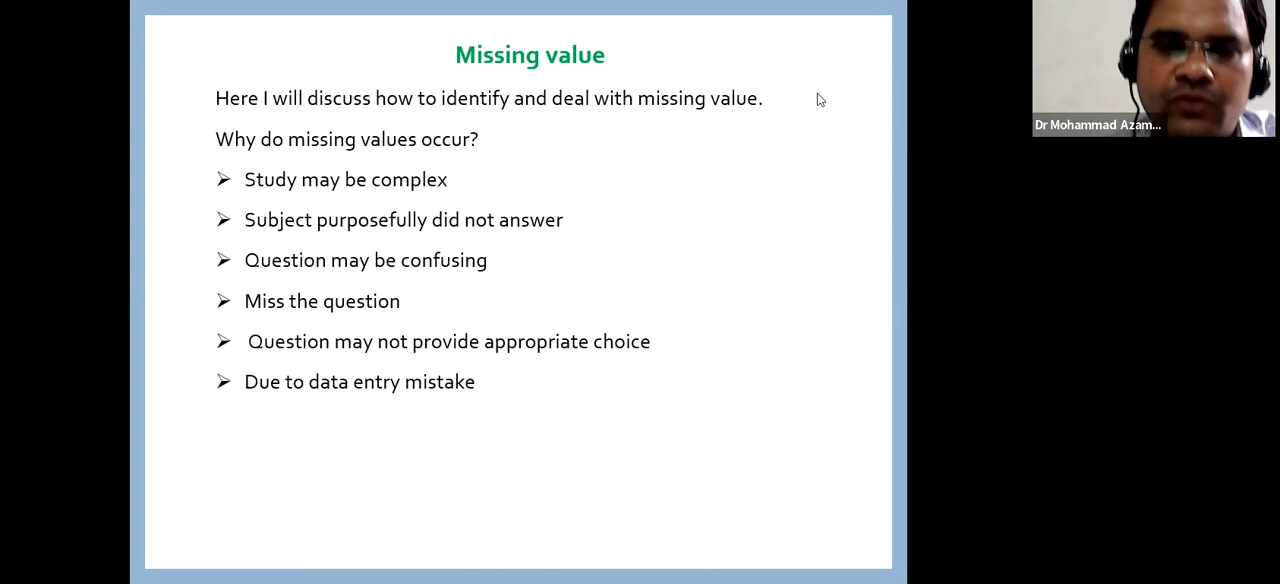 Missing value
Here I will discuss how to identify and deal with missing value.
Why do missing values occur?
➢ Study may be complex
➢ Subject purposefully did not answer
➢ Question may be confusing
➢ Miss the question
➢ Question may not provide appropriate choice
➢ Due to data entry mistake
Dr Mohammad Azam...